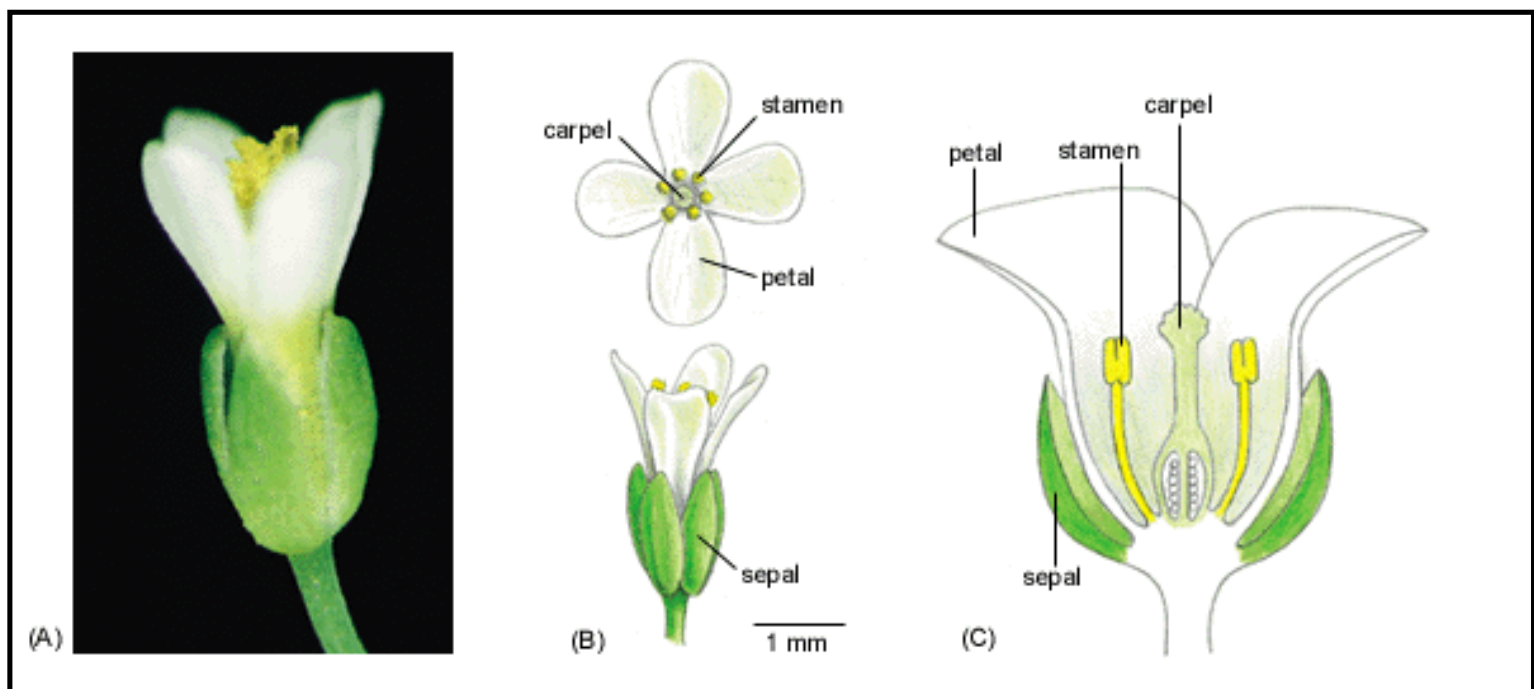 (A)
carpel
stamen
petal
sepal
1 mm
(B)
petal
stamen
carpel
sepal
(C)